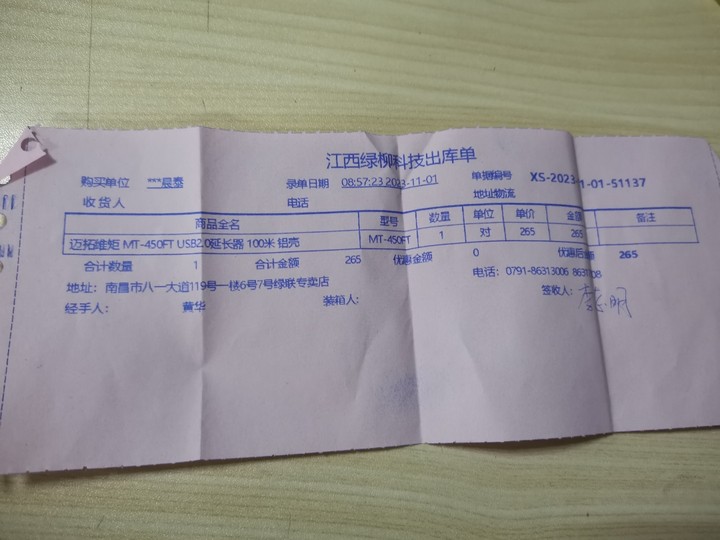 江西绿柳科技出库单
购买单位 ***晨泰 录单日期 08:57:23 2023-11-01 单据编号 XS-2023-11-01-51137
收货人 电话 地址物流
商品全名 型号 数量 单位 单价 金额 备注
迈拓维矩 MT-450FT USB2.0延长器 100米 铝壳 MT-450FT 1 对 265 265
合计数量 1 合计金额 265 优惠金额 0 优惠后金额 265
地址：南昌市八一大道119号一楼6号7号绿联专卖店 电话：0791-86313006
经手人： 黄华 装箱人： 签收人：